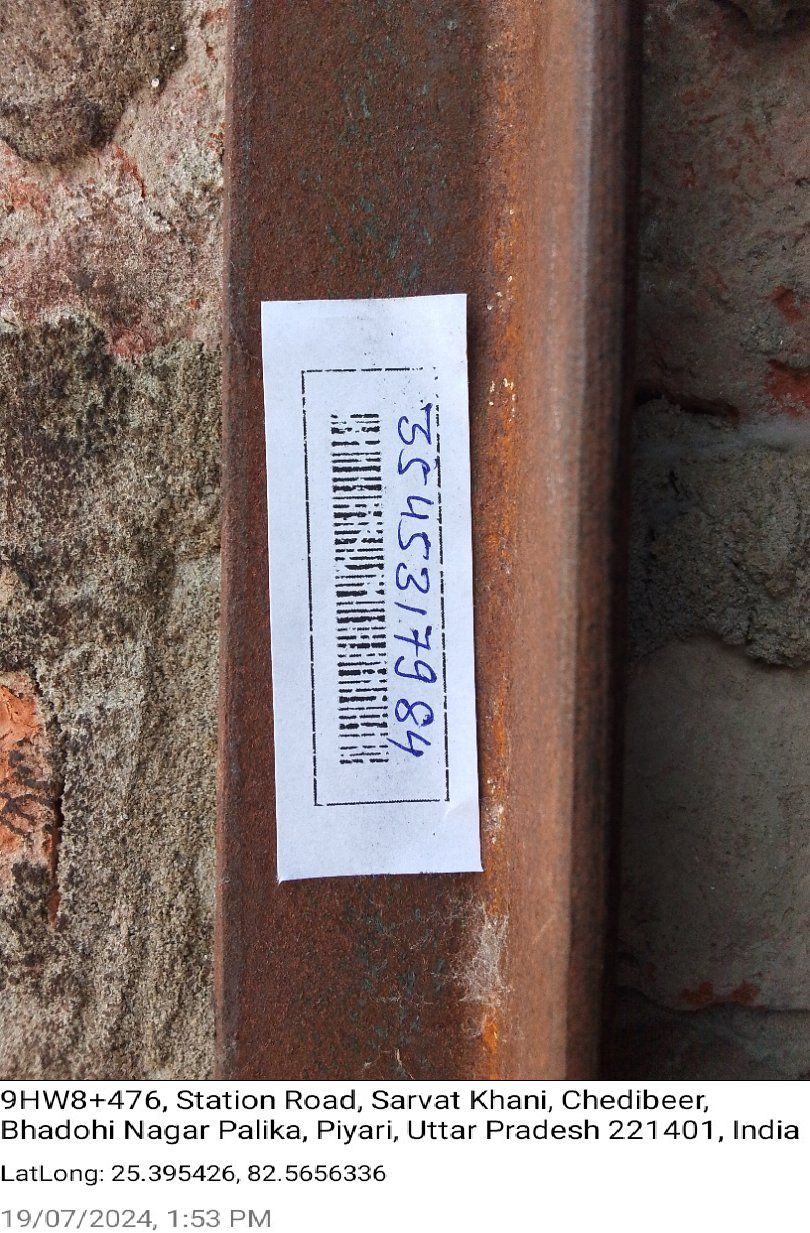 3545317984
9HW8+476, Station Road, Sarvat Khani, Chedibeer,
Bhadohi Nagar Palika, Piyari, Uttar Pradesh 221401, India
LatLong: 25.395426, 82.5656336
19/07/2024, 1:53 PM